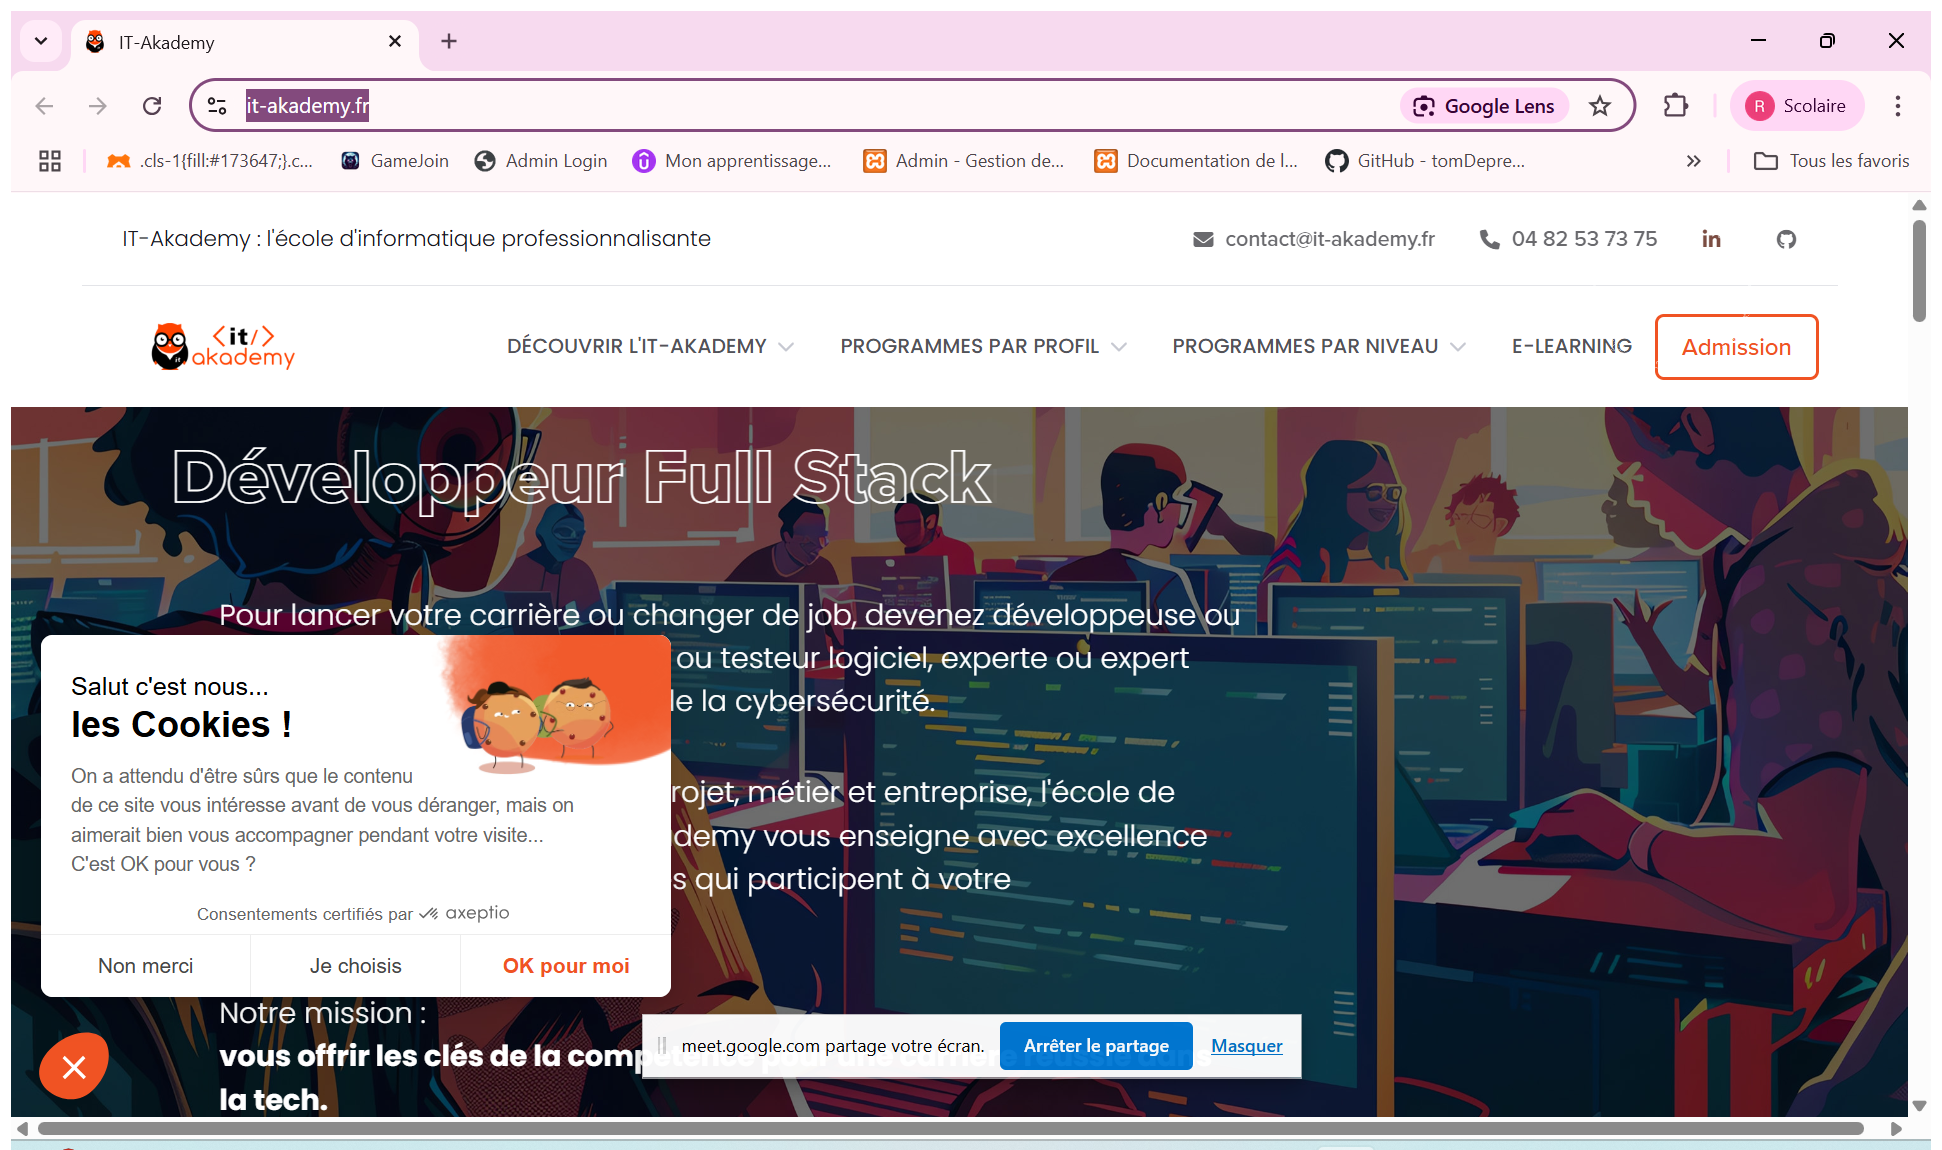 IT-Akademy
it-akademy.fr
Google Lens
R
Scolaire
.cls-1{fill:#173647;}.c...
GameJoin
Admin Login
Mon apprentissage...
Admin - Gestion de...
Documentation de l...
GitHub - tomDepre...
Tous les favoris
IT-Akademy : l'école d'informatique professionnalisante
contact@it-akademy.fr
04 82 53 73 75
in
<it/>
akademy
DÉCOUVRIR L'IT-AKADEMY
PROGRAMMES PAR PROFIL
PROGRAMMES PAR NIVEAU
E-LEARNING
Admission
Développeur Full Stack
Pour lancer votre carrière ou changer de job, devenez développeuse ou
ou testeur logiciel, experte ou expert
de la cybersécurité.
rojet, métier et entreprise, l'école de
demy vous enseigne avec excellence
s qui participent à votre
Salut c'est nous...
les Cookies !
On a attendu d'être sûrs que le contenu
de ce site vous intéresse avant de vous déranger, mais on
aimerait bien vous accompagner pendant votre visite...
C'est OK pour vous ?
Consentements certifiés par axeptio
Non merci
Je choisis
OK pour moi
Notre mission :
vous offrir les clés de la compétence pour une carrière réussie dans
la tech.
meet.google.com partage votre écran.
Arrêter le partage
Masquer